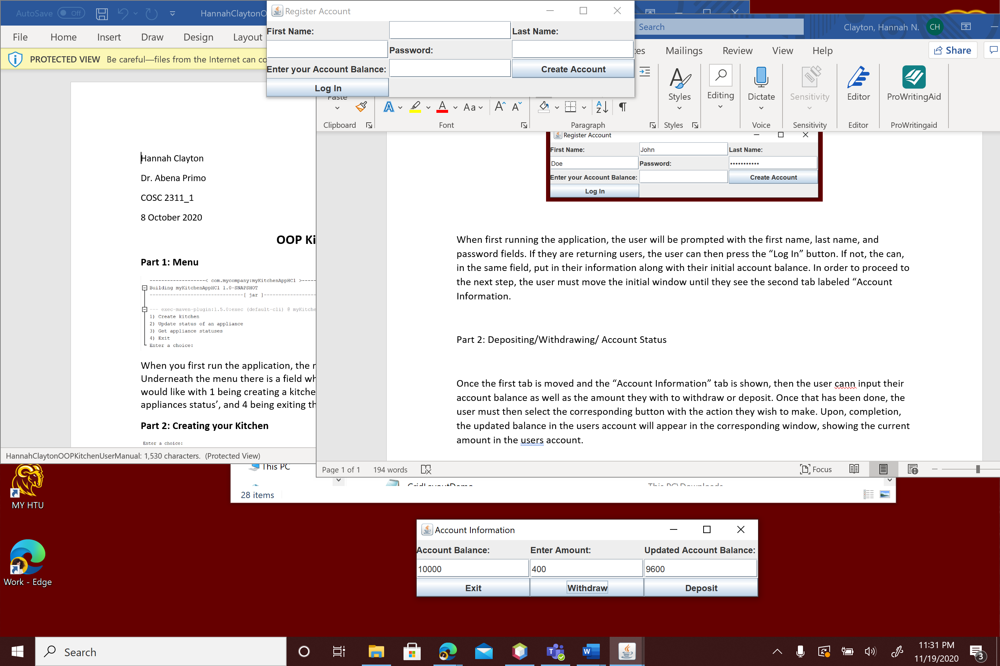 AutoSave Off HannahClaytonO
File Home Insert Draw Design Layout
PROTECTED VIEW Be careful—files from the Internet can co
Hannah Clayton
Dr. Abena Primo
COSC 2311_1
8 October 2020
OOP Ki
Part 1: Menu
--------------------< com.mycompany:myKitchenAppHC1 >-----
Building myKitchenAppHC1 1.0-SNAPSHOT
--------------------------------[ jar ]------------------
--- exec-maven-plugin:1.5.0:exec (default-cli) @ myKitche
1) Create kitchen
2) Update status of an appliance
3) Get appliance statuses
4) Exit
Enter a choice:
When you first run the application, the
Underneath the menu there is a field wh
would like with 1 being creating a kitche
appliances status’, and 4 being exiting th
Part 2: Creating your Kitchen
Enter a choice:
HannahClaytonOOPKitchenUserManual: 1,530 characters. (Protected View)
Register Account
First Name: Last Name:
Password:
Enter your Account Balance: Create Account
Log In
Search Clayton, Hannah N. CH
ces Mailings Review View Help Share
Paste
Aa
Styles Editing Dictate Sensitivity Editor ProWritingAid
Clipboard Font Paragraph Styles Voice Sensitivity Editor ProWritingaid
Register Account
First Name: John Last Name:
Doe Password: •••••••••••
Enter your Account Balance: Create Account
Log In
When first running the application, the user will be prompted with the first name, last name, and
password fields. If they are returning users, the user can then press the “Log In” button. If not, the can,
in the same field, put in their information along with their initial account balance. In order to proceed to
the next step, the user must move the initial window until they see the second tab labeled “Account
Information.
Part 2: Depositing/Withdrawing/ Account Status
Once the first tab is moved and the “Account Information” tab is shown, then the user cann input their
account balance as well as the amount they with to withdraw or deposit. Once that has been done, the
user must then select the corresponding button with the action they wish to make. Upon, completion,
the updated balance in the users account will appear in the corresponding window, showing the current
amount in the users account.
Page 1 of 1 194 words Focus
This PC
GridLayoutDemo This PC\Downloads
28 items
MY HTU
Work - Edge
Account Information
Account Balance: Enter Amount: Updated Account Balance:
10000 400 9600
Exit Withdraw Deposit
Search
11:31 PM
11/19/2020
3